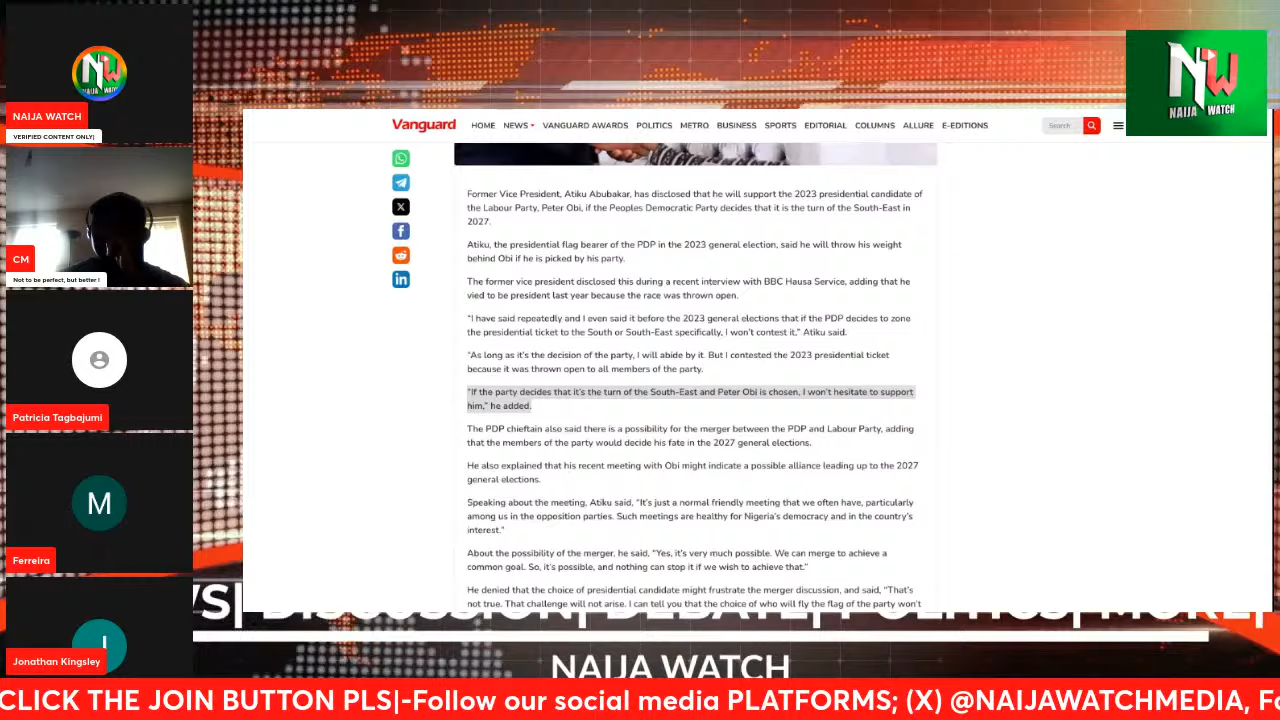 NW
NAIJA WATCH
VERIFIED CONTENT ONLY|
CM
Not to be perfect, but better !
Patricia Tagbajumi
M
Ferreira
J
Jonathan Kingsley
NW
NAIJA WATCH
Vanguard
HOME NEWS VANGUARD AWARDS POLITICS METRO BUSINESS SPORTS EDITORIAL COLUMNS ALLURE E-EDITIONS
Search
Former Vice President, Atiku Abubakar, has disclosed that he will support the 2023 presidential candidate of
the Labour Party, Peter Obi, if the Peoples Democratic Party decides that it is the turn of the South-East in
2027.
Atiku, the presidential flag bearer of the PDP in the 2023 general election, said he will throw his weight
behind Obi if he is picked by his party.
The former vice president disclosed this during a recent interview with BBC Hausa Service, adding that he
vied to be president last year because the race was thrown open.
“I have said repeatedly and I even said it before the 2023 general elections that if the PDP decides to zone
the presidential ticket to the South or South-East specifically, I won’t contest it,” Atiku said.
“As long as it’s the decision of the party, I will abide by it. But I contested the 2023 presidential ticket
because it was thrown open to all members of the party.
“If the party decides that it’s the turn of the South-East and Peter Obi is chosen, I won’t hesitate to support
him,” he added.
The PDP chieftain also said there is a possibility for the merger between the PDP and Labour Party, adding
that the members of the party would decide his fate in the 2027 general elections.
He also explained that his recent meeting with Obi might indicate a possible alliance leading up to the 2027
general elections.
Speaking about the meeting, Atiku said, “It’s just a normal friendly meeting that we often have, particularly
among us in the opposition parties. Such meetings are healthy for Nigeria’s democracy and in the country’s
interest.”
About the possibility of the merger, he said, “Yes, it’s very much possible. We can merge to achieve a
common goal. So, it’s possible, and nothing can stop it if we wish to achieve that.”
He denied that the choice of presidential candidate might frustrate the merger discussion, and said, “That’s
not true. That challenge will not arise. I can tell you that the choice of who will fly the flag of the party won’t
WS| DISCUSSION| DEBATE| POLITICS| MORE|
NAIJA WATCH
CLICK THE JOIN BUTTON PLS|-Follow our social media PLATFORMS; (X) @NAIJAWATCHMEDIA, Fa